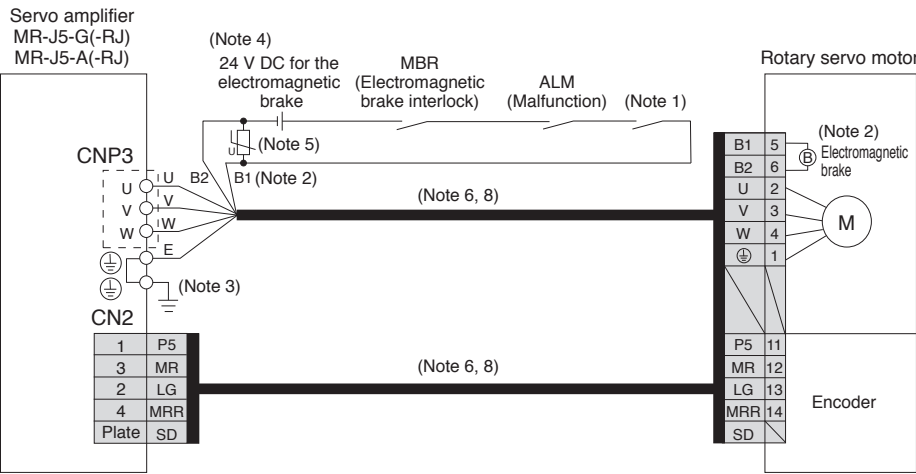 Servo amplifier
MR-J5-G(-RJ)
MR-J5-A(-RJ)
(Note 4)
24 V DC for the
electromagnetic
brake
MBR
(Electromagnetic
brake interlock)
ALM
(Malfunction)
(Note 1)
Rotary servo motor
U
(Note 5)
CNP3
U
V
W
U
V
W
E
B2
B1
(Note 2)
(Note 6, 8)
(Note 3)
B1 5
B2 6
U 2
V 3
W 4
1
(Note 2)
B
Electromagnetic
brake
M
CN2
1 P5
3 MR
2 LG
4 MRR
Plate SD
(Note 6, 8)
P5 11
MR 12
LG 13
MRR 14
SD
Encoder